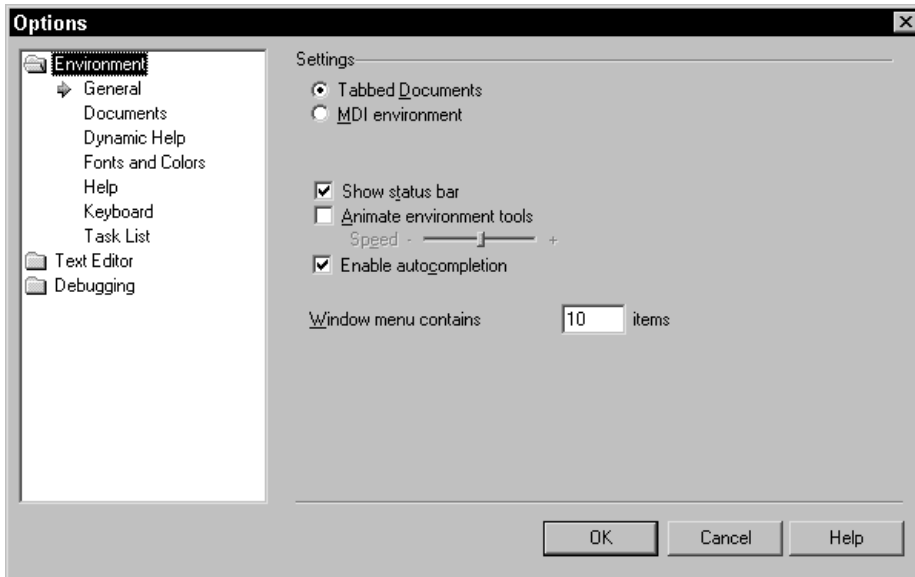 Options
Environment
General
Documents
Dynamic Help
Fonts and Colors
Help
Keyboard
Task List
Text Editor
Debugging
Settings
Tabbed Documents
MDI environment
Show status bar
Animate environment tools
Speed - +
Enable autocompletion
Window menu contains 10 items
OK Cancel Help